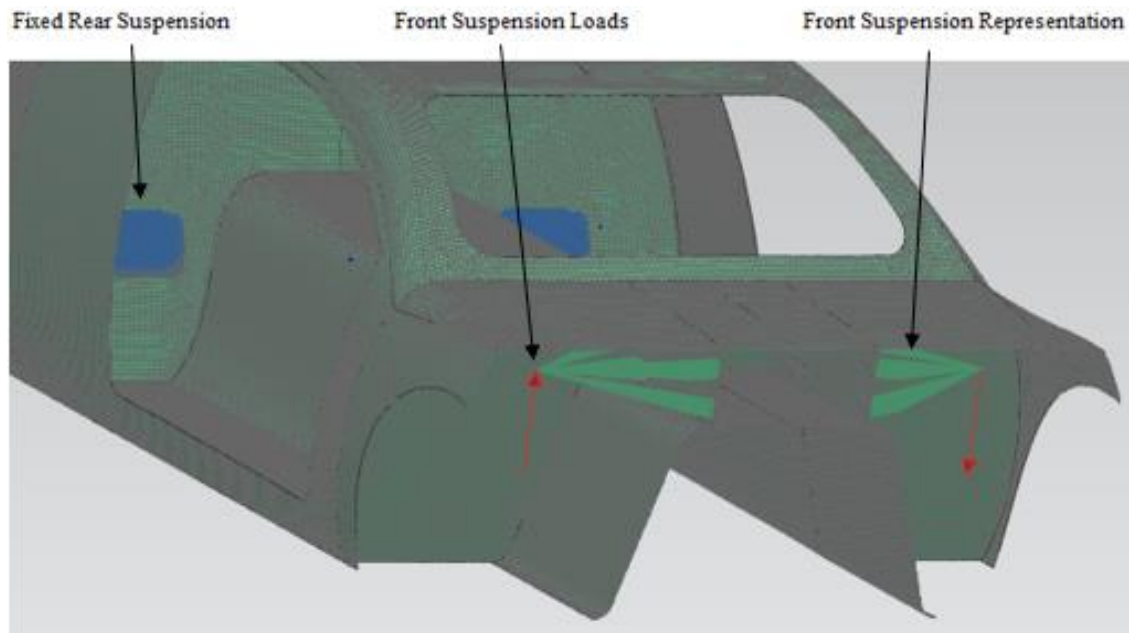 Fixed Rear Suspension
Front Suspension Loads
Front Suspension Representation